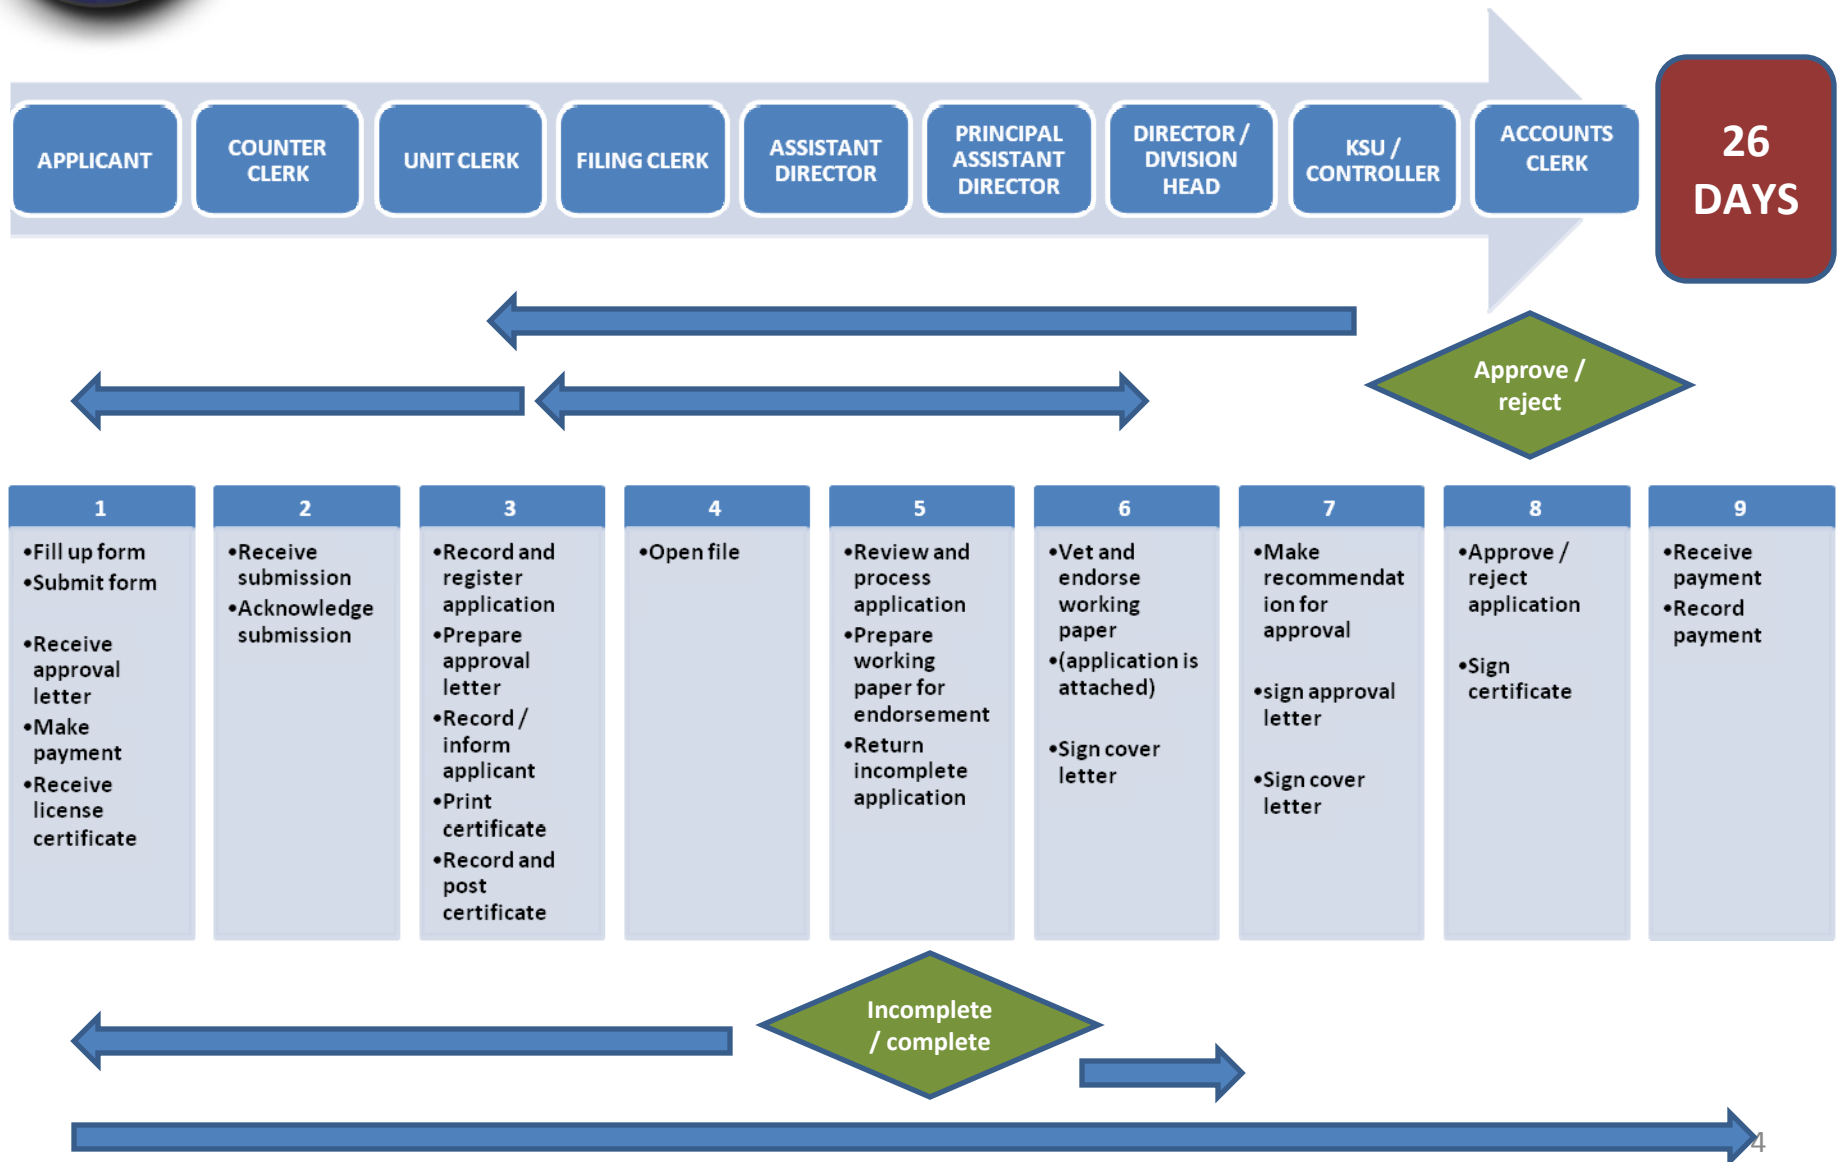 APPLICANT
COUNTER
CLERK
UNIT CLERK
FILING CLERK
ASSISTANT
DIRECTOR
PRINCIPAL
ASSISTANT
DIRECTOR
DIRECTOR /
DIVISION
HEAD
KSU /
CONTROLLER
ACCOUNTS
CLERK
26
DAYS
Approve /
reject
1
•Fill up form
•Submit form
•Receive
approval
letter
•Make
payment
•Receive
license
certificate
2
•Receive
submission
•Acknowledge
submission
3
•Record and
register
application
•Prepare
approval
letter
•Record /
inform
applicant
•Print
certificate
•Record and
post
certificate
4
•Open file
5
•Review and
process
application
•Prepare
working
paper for
endorsement
•Return
incomplete
application
6
•Vet and
endorse
working
paper
•(application is
attached)
•Sign cover
letter
7
•Make
recommendat
ion for
approval
•sign approval
letter
•Sign cover
letter
8
•Approve /
reject
application
•Sign
certificate
9
•Receive
payment
•Record
payment
Incomplete
/ complete
4